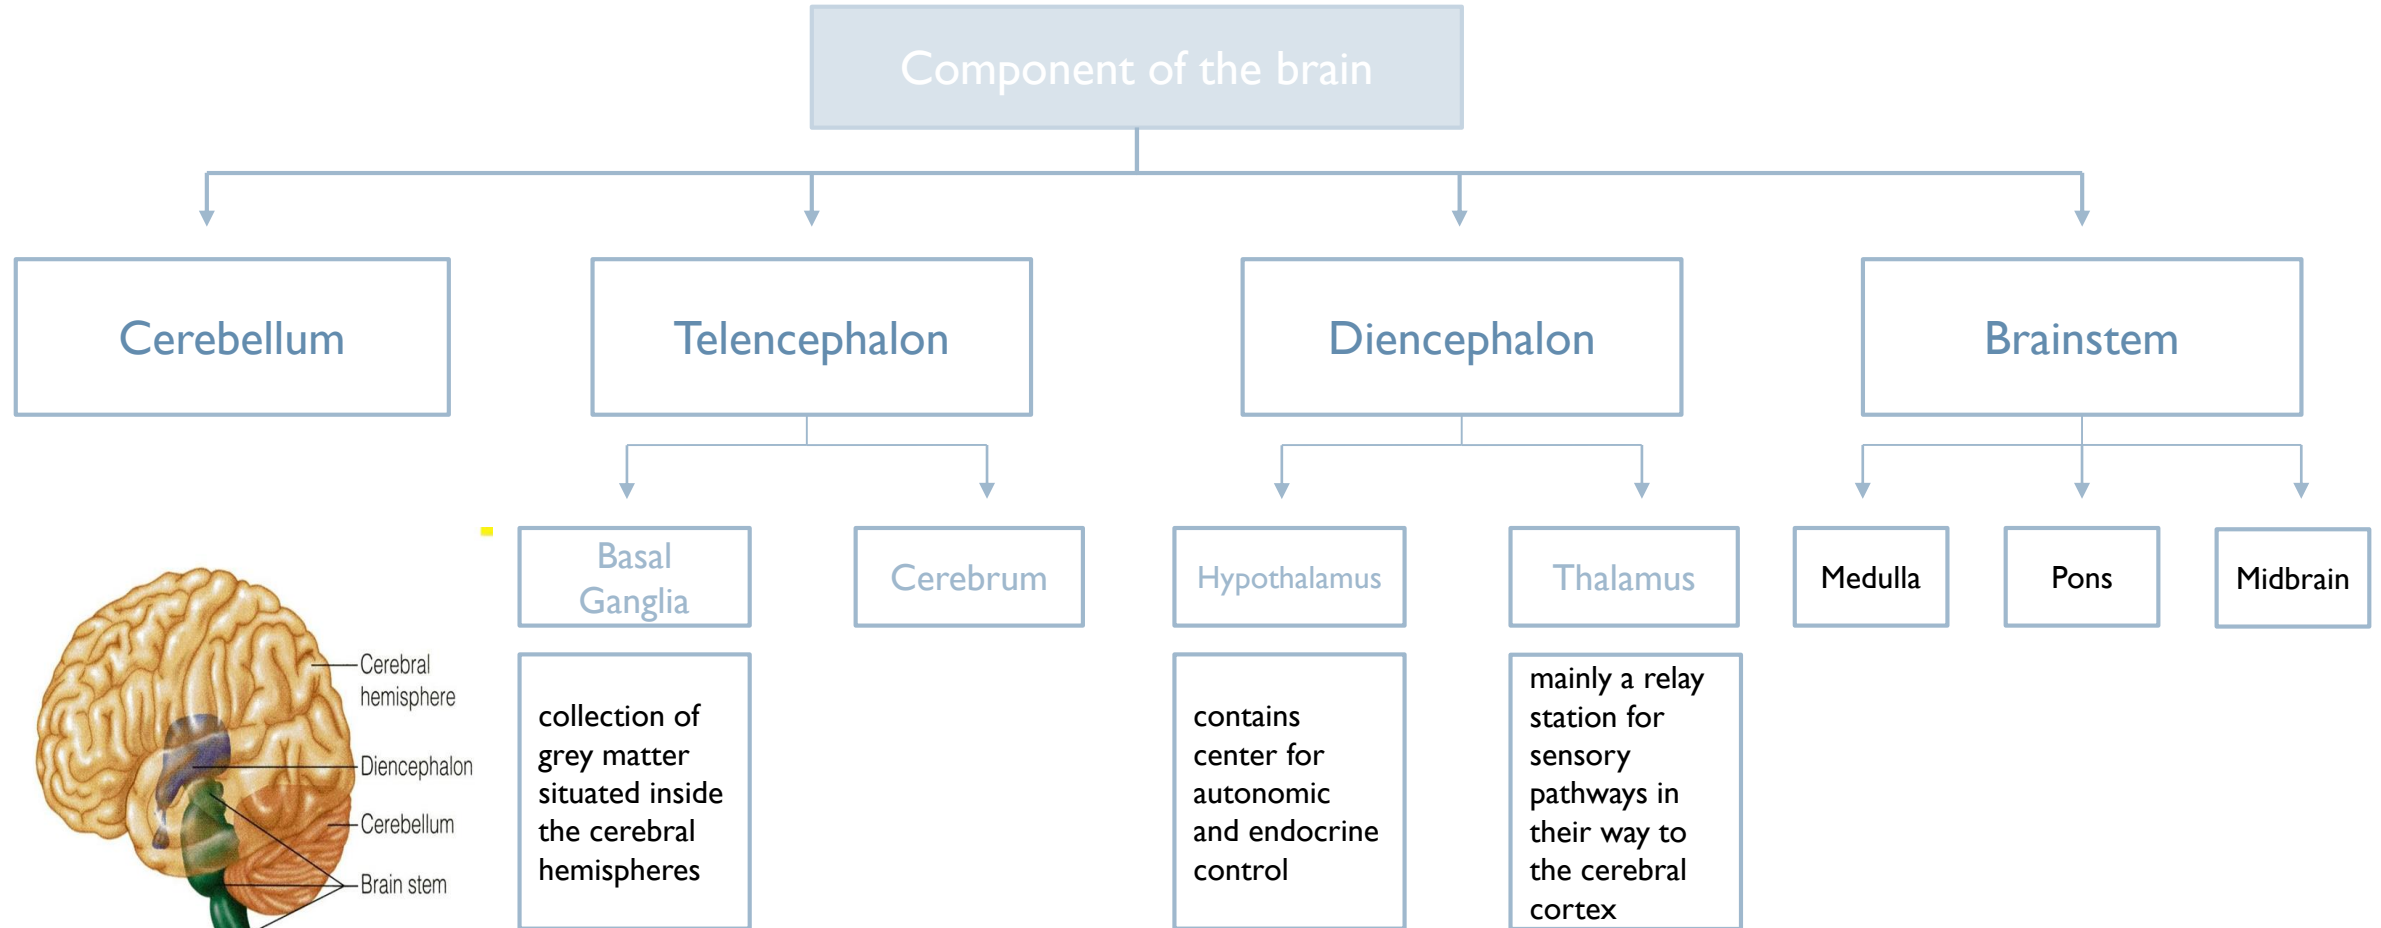 Component of the brain
Cerebellum
Telencephalon
Diencephalon
Brainstem
Basal
Ganglia
Cerebrum
Hypothalamus
Thalamus
Medulla
Pons
Midbrain
collection of
grey matter
situated inside
the cerebral
hemispheres
contains
center for
autonomic
and endocrine
control
mainly a relay
station for
sensory
pathways in
their way to
the cerebral
cortex
Cerebral
hemisphere
Diencephalon
Cerebellum
Brain stem